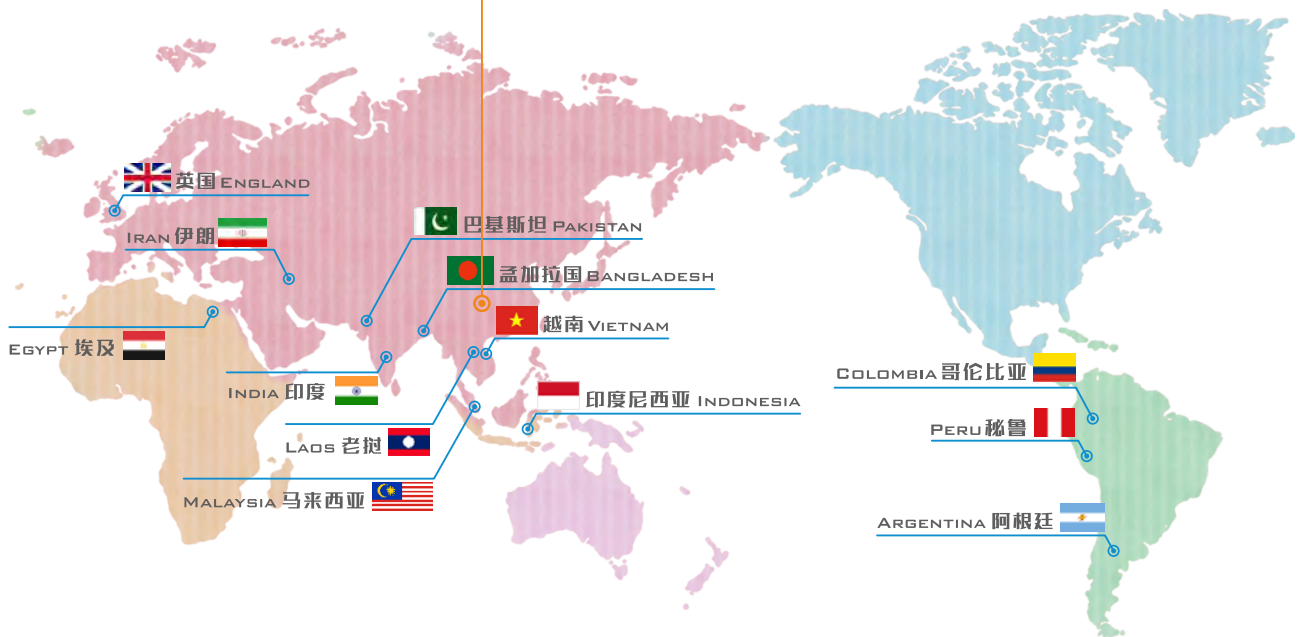 英国 ENGLAND
IRAN 伊朗
巴基斯坦 PAKISTAN
孟加拉国 BANGLADESH
越南 VIETNAM
EGYPT 埃及
INDIA 印度
印度尼西亚 INDONESIA
LAOS 老挝
MALAYSIA 马来西亚
COLOMBIA 哥伦比亚
PERU 秘鲁
ARGENTINA 阿根廷